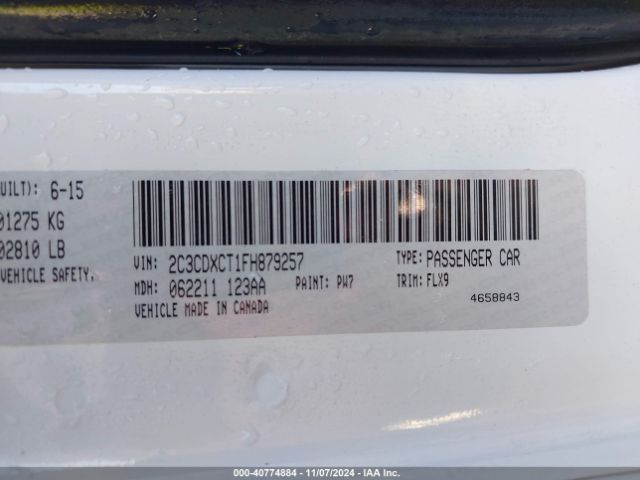 UILT): 6-15
01275 KG
02810 LB
VEHICLE SAFETY.
VIN: 2C3CDXCT1FH879257
TYPE: PASSENGER CAR
MDH: 062211 123AA
PAINT: PW7
TRIM: FLX9
VEHICLE MADE IN CANADA
4658843
000-40774884 - 11/07/2024 - IAA Inc.